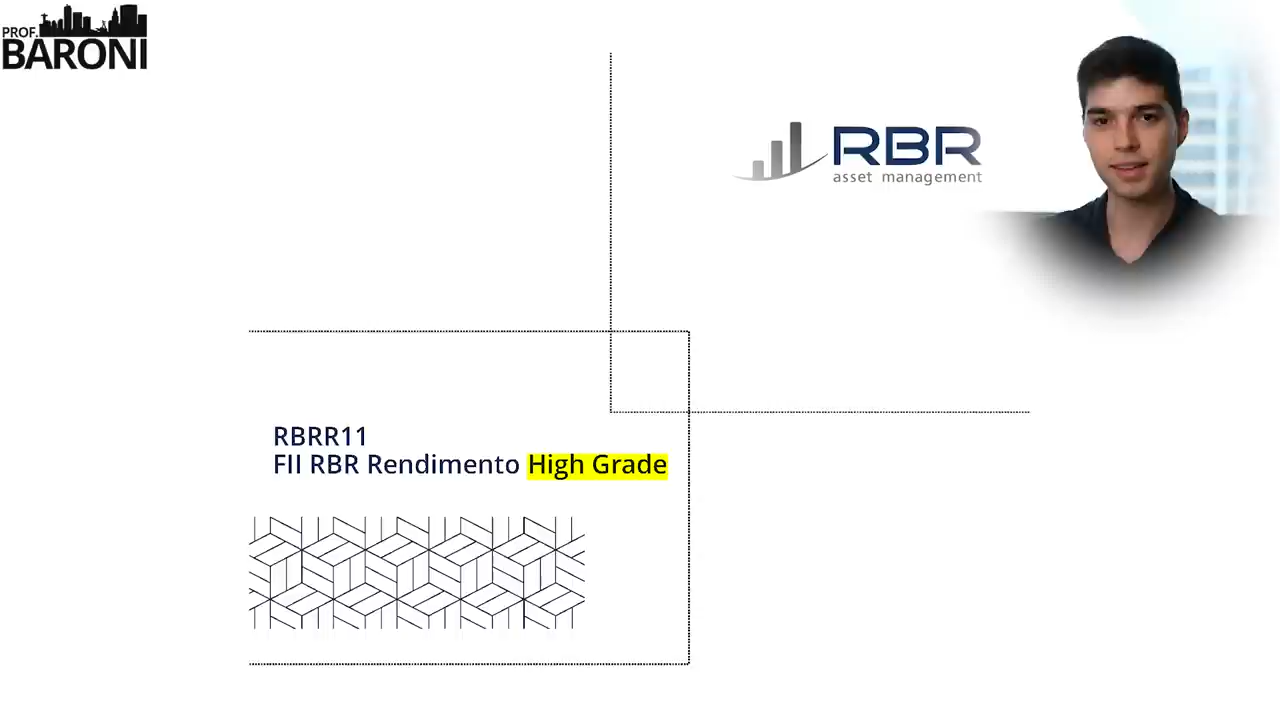 PROF.
BARONI
RBR
asset management
RBRR11
FII RBR Rendimento High Grade